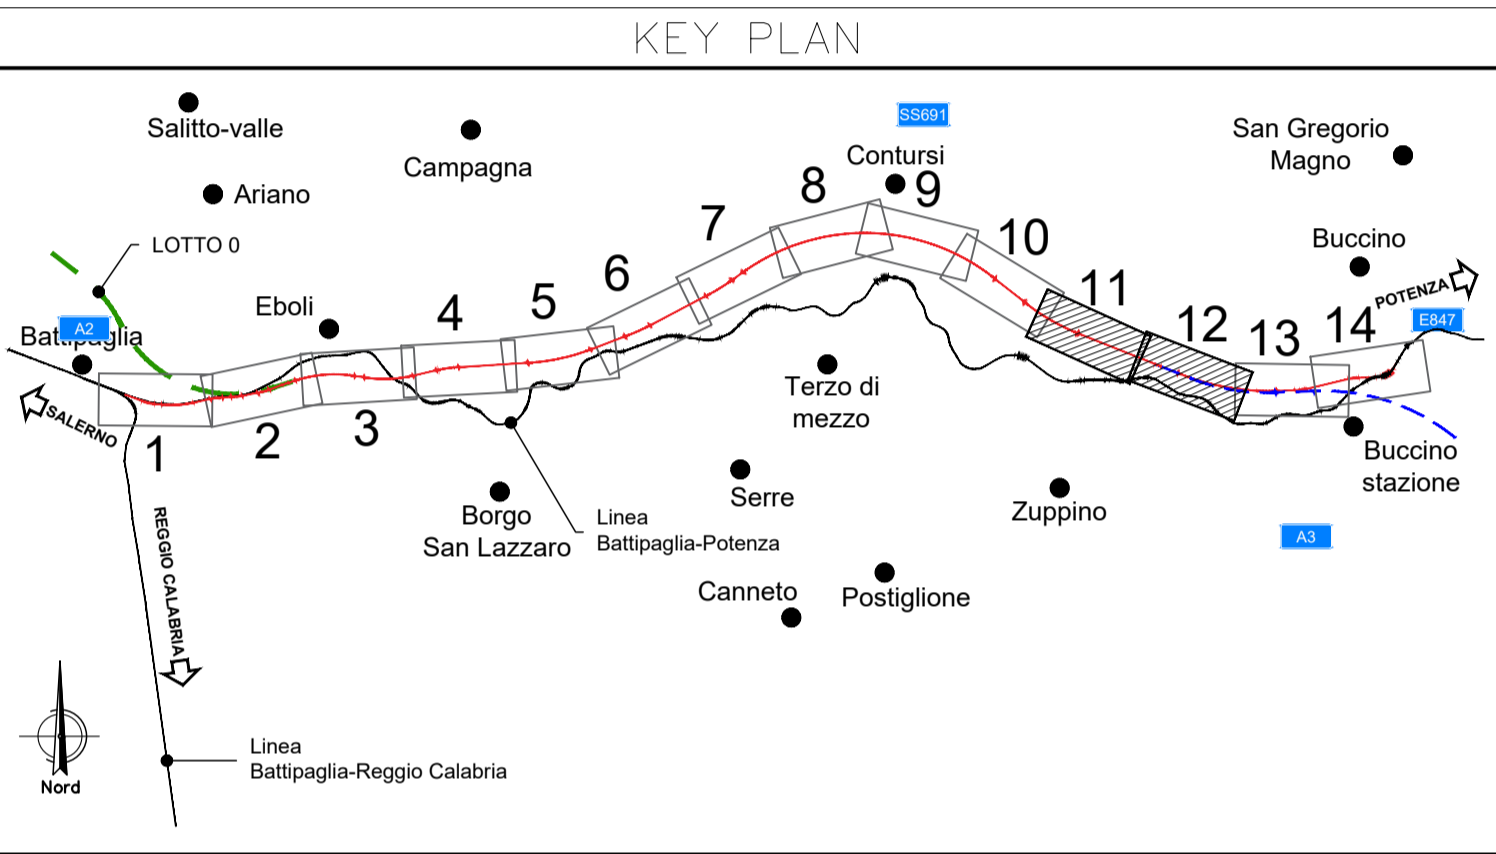 KEY PLAN
Salitto-valle
Campagna
Ariano
LOTTO 0
SS691
Contursi
San Gregorio
Magno
Buccino
POTENZA
E847
Eboli
A2
Battipaglia
SALERNO
1
2
3
4
5
6
7
8
9
10
11
12
13
14
Terzo di
mezzo
Buccino
stazione
Serre
Borgo
San Lazzaro
Linea
Battipaglia-Potenza
Zuppino
A3
Canneto
Postiglione
REGGIO CALABRIA
Linea
Battipaglia-Reggio Calabria
Nord